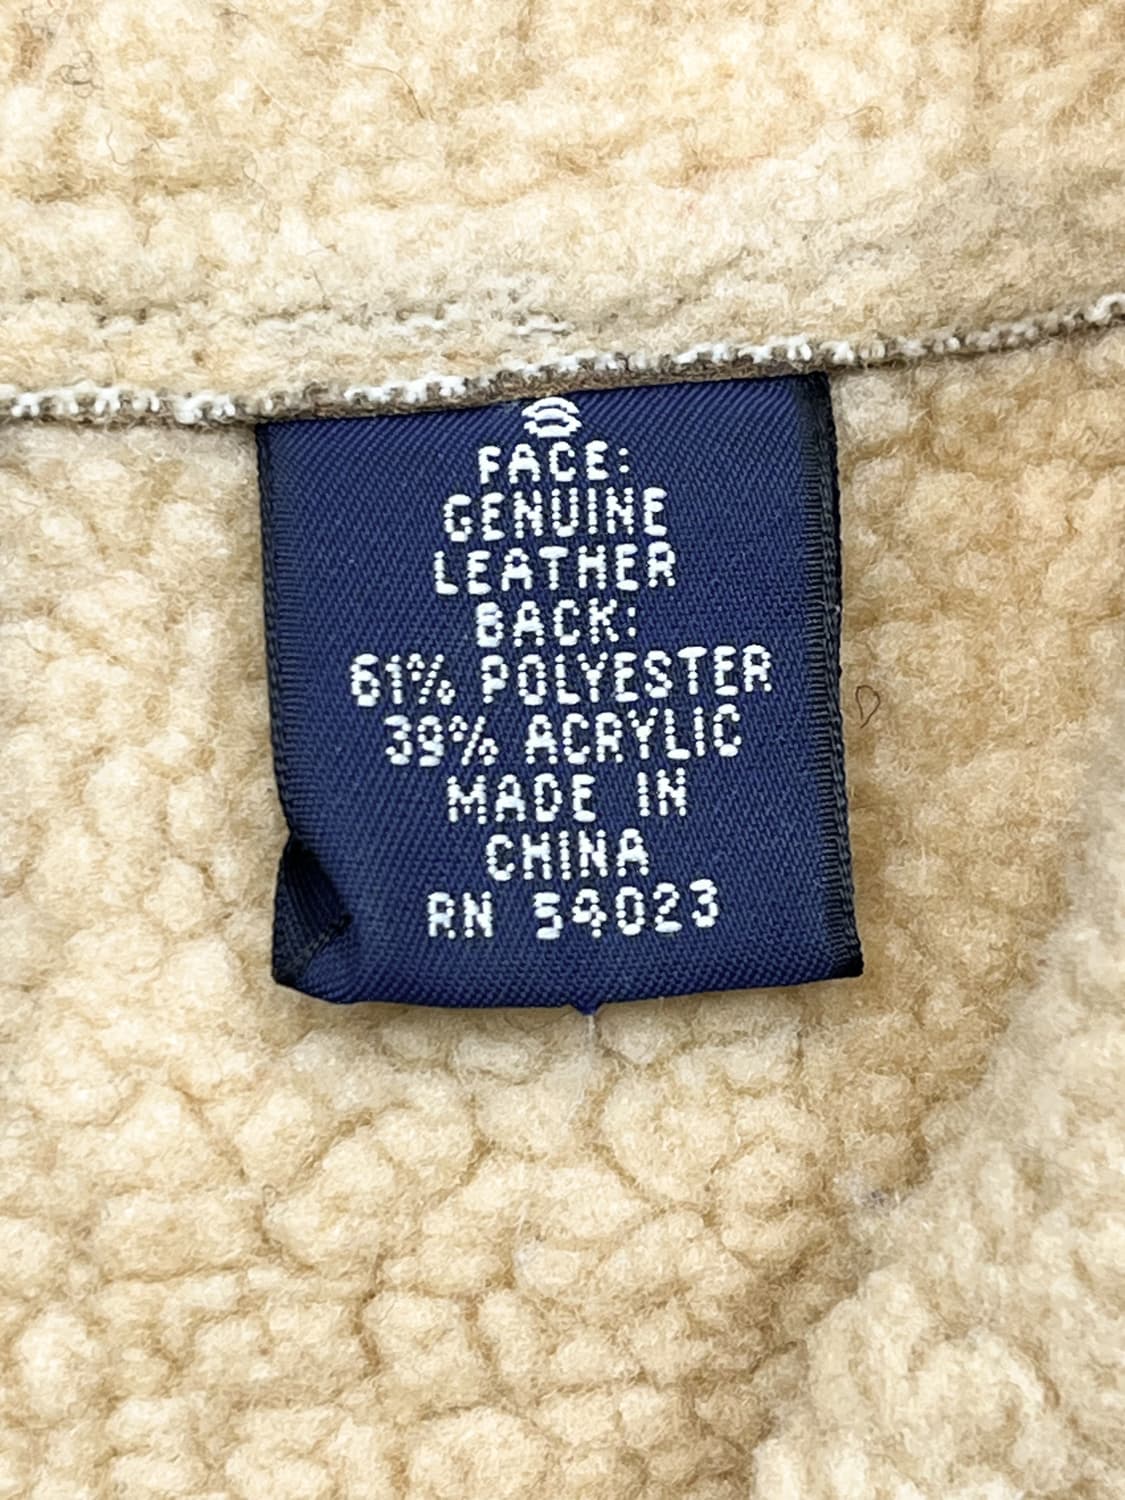 S
FACE:
GENUINE
LEATHER
BACK:
61% POLYESTER
39% ACRYLIC
MADE IN
CHINA
RN 54023